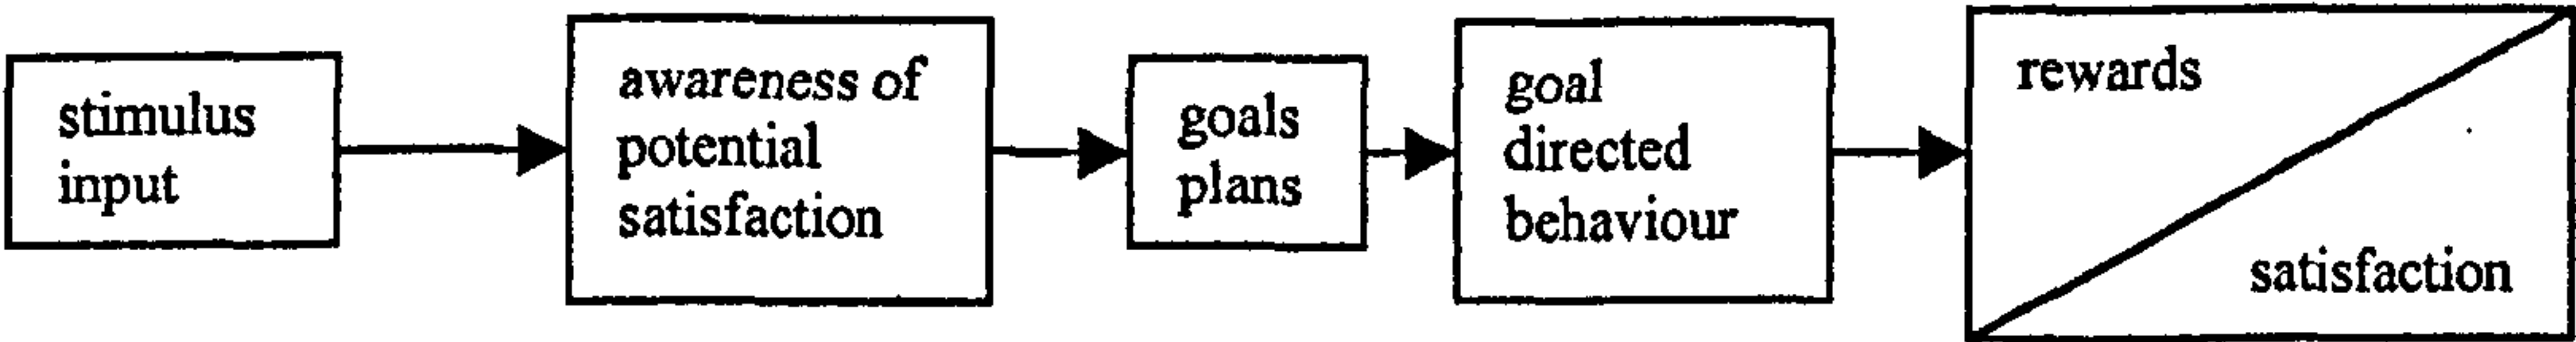 stimulus
input
awareness of
potential
satisfaction
goals
plans
goal
directed
behaviour
rewards
satisfaction